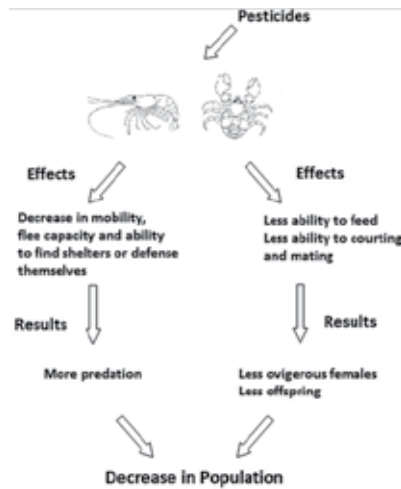 Pesticides
Effects
Decrease in mobility,
flee capacity and ability
to find shelters or defense
themselves
Results
More predation
Effects
Less ability to feed
Less ability to courting
and mating
Results
Less ovigerous females
Less offspring
Decrease in Population